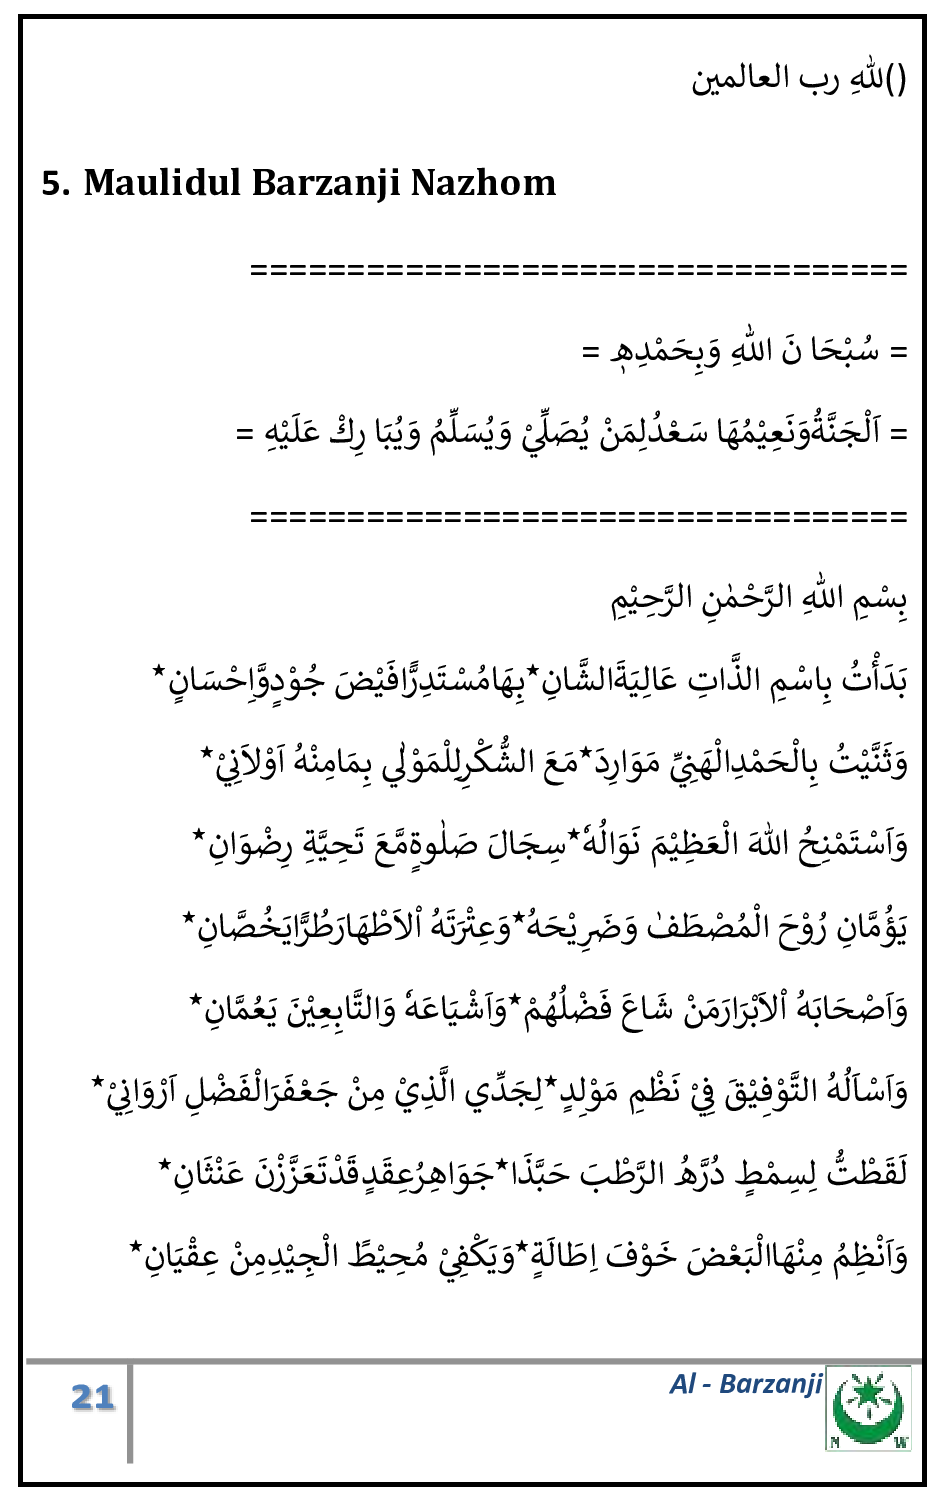 ()للهِ رب العالمين
5. Maulidul Barzanji Nazhom
==================================
= سُبْحَا نَ اللهِ وَبِحَمْدِهٖ =
= اَلْجَنَّةُوَنَعِيْمُهَا سَعْدُلِمَنْ يُصَلِّيْ وَيُسَلِّمُ وَيُبَا رِكْ عَلَيْهِ =
==================================
بِسْمِ اللهِ الرَّحْمٰنِ الرَّحِيْمِ
بَدَأْتُ بِاسْمِ الذَّاتِ عَالِيَةَالشَّانِ*بِهَامُسْتَدِرًّافَيْضَ جُوْدٍوَّاِحْسَانٍ*
وَثَنَّيْتُ بِالْحَمْدِالْهَنِيِّ مَوَارِدَ*مَعَ الشُّكْرِلِلْمَوْلٰي بِمَامِنْهُ اَوْلاَنِيْ*
وَاَسْتَمْنِحُ اللهَ الْعَظِيْمَ نَوَالُهٗ*سِجَالَ صَلٰوةٍمَّعَ تَحِيَّةِ رِضْوَانِ*
يَؤُمَّانِ رُوْحَ الْمُصْطَفٰ وَضَرِيْحَهُ*وَعِتْرَتَهُ اْلاَطْهَارَطُرًّايَخُصَّانِ*
وَاَصْحَابَهُ اْلاَبْرَارَمَنْ شَاعَ فَضْلُهُمْ*وَاَشْيَاعَهٗ وَالتَّابِعِيْنَ يَعُمَّانِ*
وَاَسْاَلُهُ التَّوْفِيْقَ فِيْ نَظْمِ مَوْلِدٍ*لِجَدِّي الَّذِيْ مِنْ جَعْفَرَالْفَضْلِ اَرْوَانِيْ*
لَقَطْتُّ لِسِمْطٍ دُرَّهُ الرَّطْبَ حَبَّذَا*جَوَاهِرُعِقَدٍقَدْتَعَزَّزْنَ عَنْثَانِ*
وَاَنْظِمُ مِنْهَاالْبَعْضَ خَوْفَ اِطَالَةٍ*وَيَكْفِيْ مُحِيْطً الْجِيْدِمِنْ عِقْيَانِ*
21
Al - Barzanji
N W